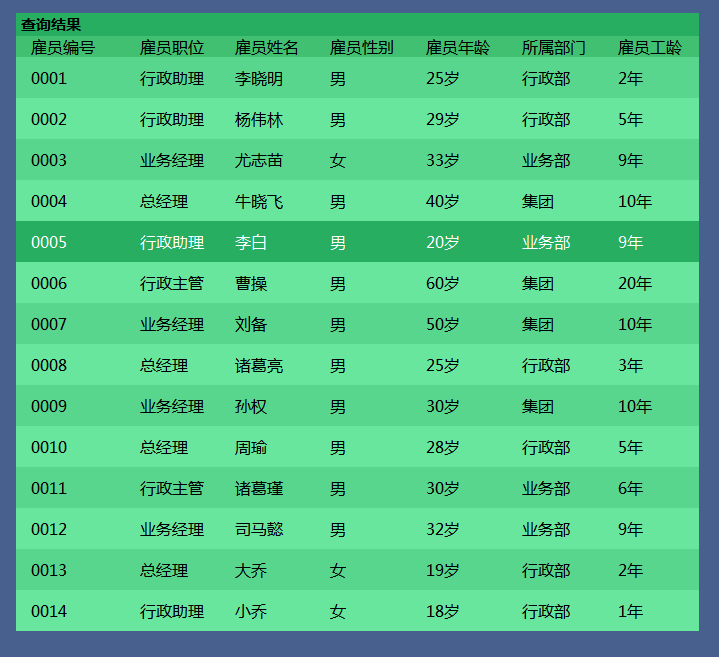 查询结果
雇员编号 雇员职位 雇员姓名 雇员性别 雇员年龄 所属部门 雇员工龄
0001 行政助理 李晓明 男 25岁 行政部 2年
0002 行政助理 杨伟林 男 29岁 行政部 5年
0003 业务经理 尤志苗 女 33岁 业务部 9年
0004 总经理 牛晓飞 男 40岁 集团 10年
0005 行政助理 李白 男 20岁 业务部 9年
0006 行政主管 曹操 男 60岁 集团 20年
0007 业务经理 刘备 男 50岁 集团 10年
0008 总经理 诸葛亮 男 25岁 行政部 3年
0009 业务经理 孙权 男 30岁 集团 10年
0010 总经理 周瑜 男 28岁 行政部 5年
0011 行政主管 诸葛瑾 男 30岁 业务部 6年
0012 业务经理 司马懿 男 32岁 业务部 9年
0013 总经理 大乔 女 19岁 行政部 2年
0014 行政助理 小乔 女 18岁 行政部 1年